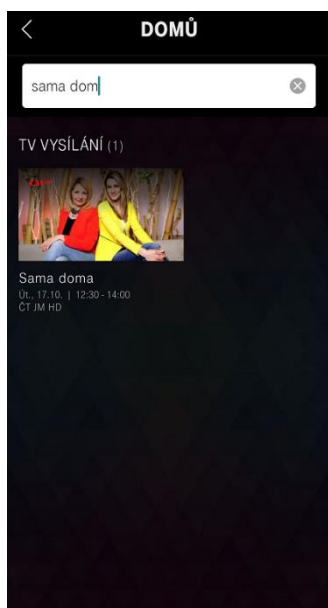 DOMŮ
sama dom
TV VYSÍLÁNÍ (1)
Sama doma
Út., 17.10. | 12:30 - 14:00
ČT JM HD